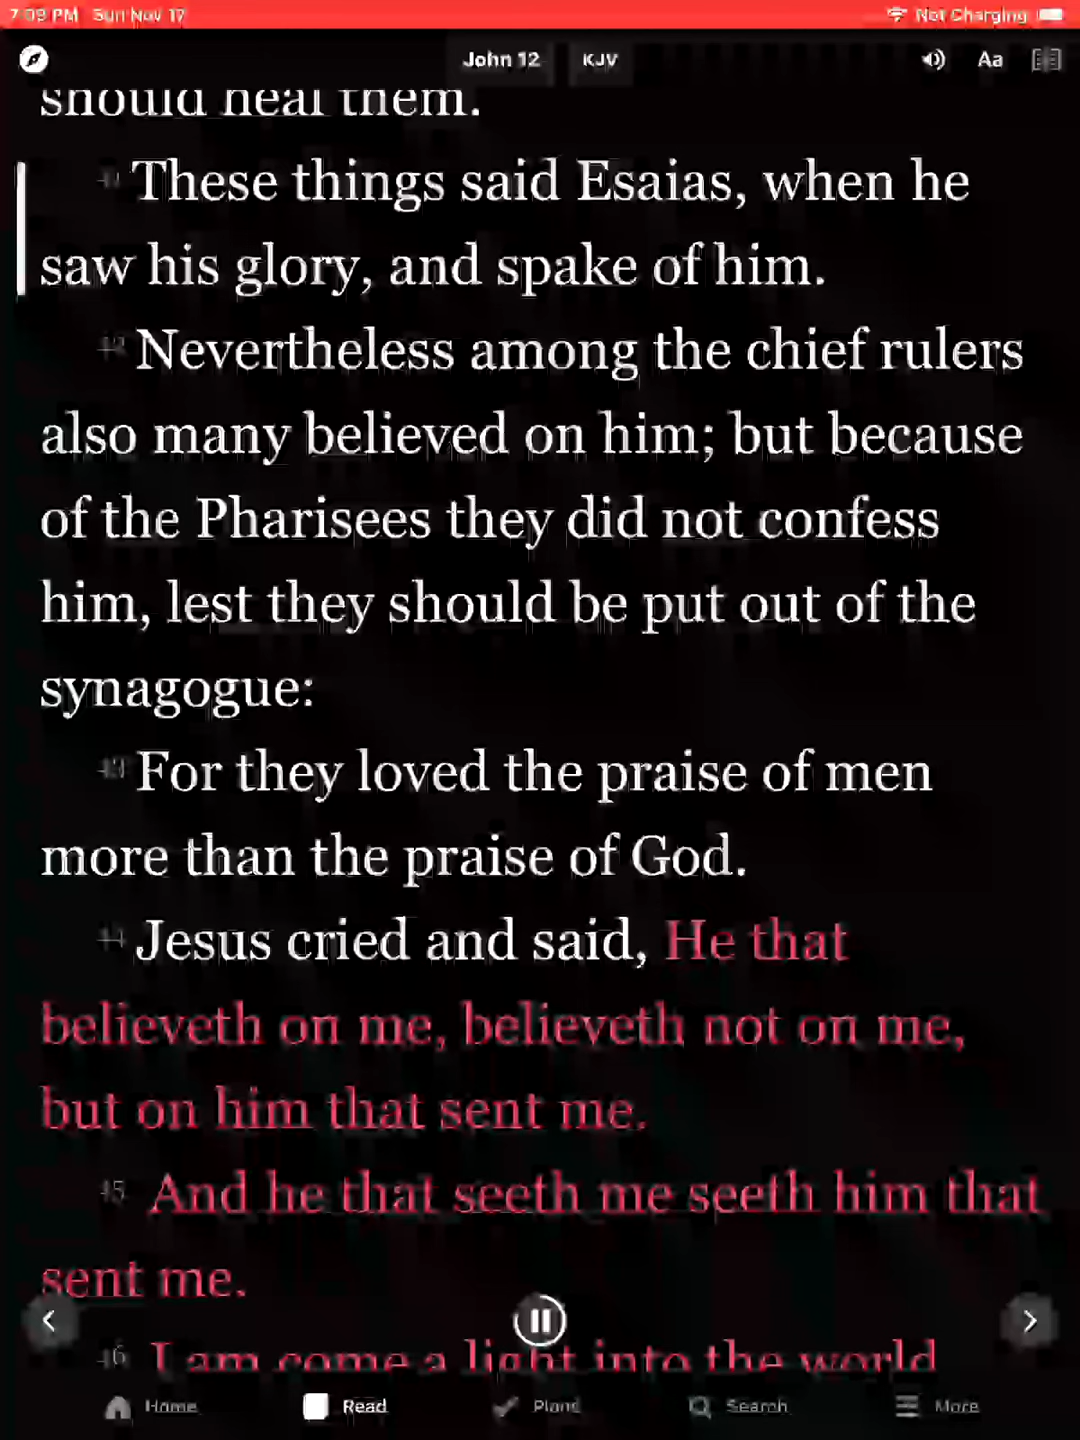 7:09 PM Sun Nov 17 Not Charging
John 12 KJV Aa
should heal them.
41 These things said Esaias, when he
saw his glory, and spake of him.
42 Nevertheless among the chief rulers
also many believed on him; but because
of the Pharisees they did not confess
him, lest they should be put out of the
synagogue:
43 For they loved the praise of men
more than the praise of God.
44 Jesus cried and said, He that
believeth on me, believeth not on me,
but on him that sent me.
45 And he that seeth me seeth him that
sent me.
46 I am come a light into the world
Home Read Plans Search More